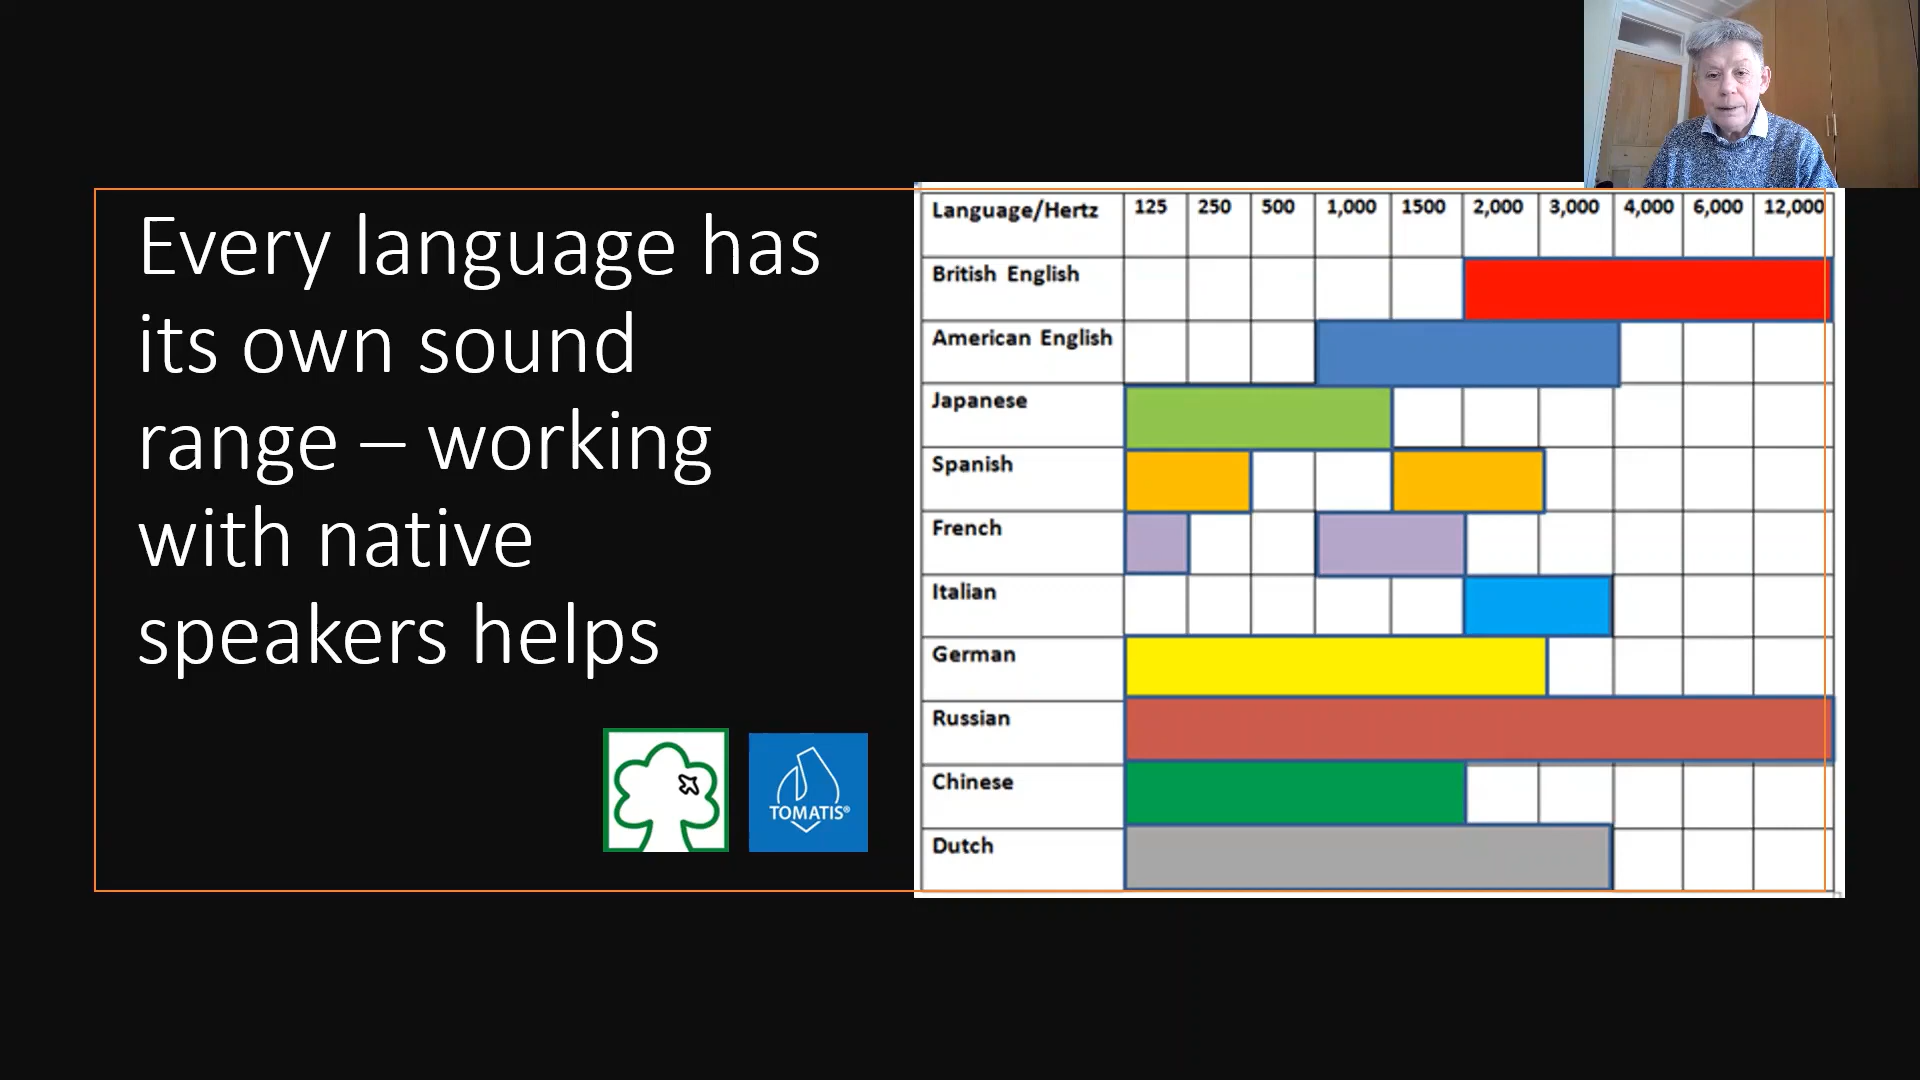 Every language has
its own sound
range – working
with native
speakers helps
TOMATIS®
Language/Hertz 125 250 500 1,000 1500 2,000 3,000 4,000 6,000 12,000
British English
American English
Japanese
Spanish
French
Italian
German
Russian
Chinese
Dutch